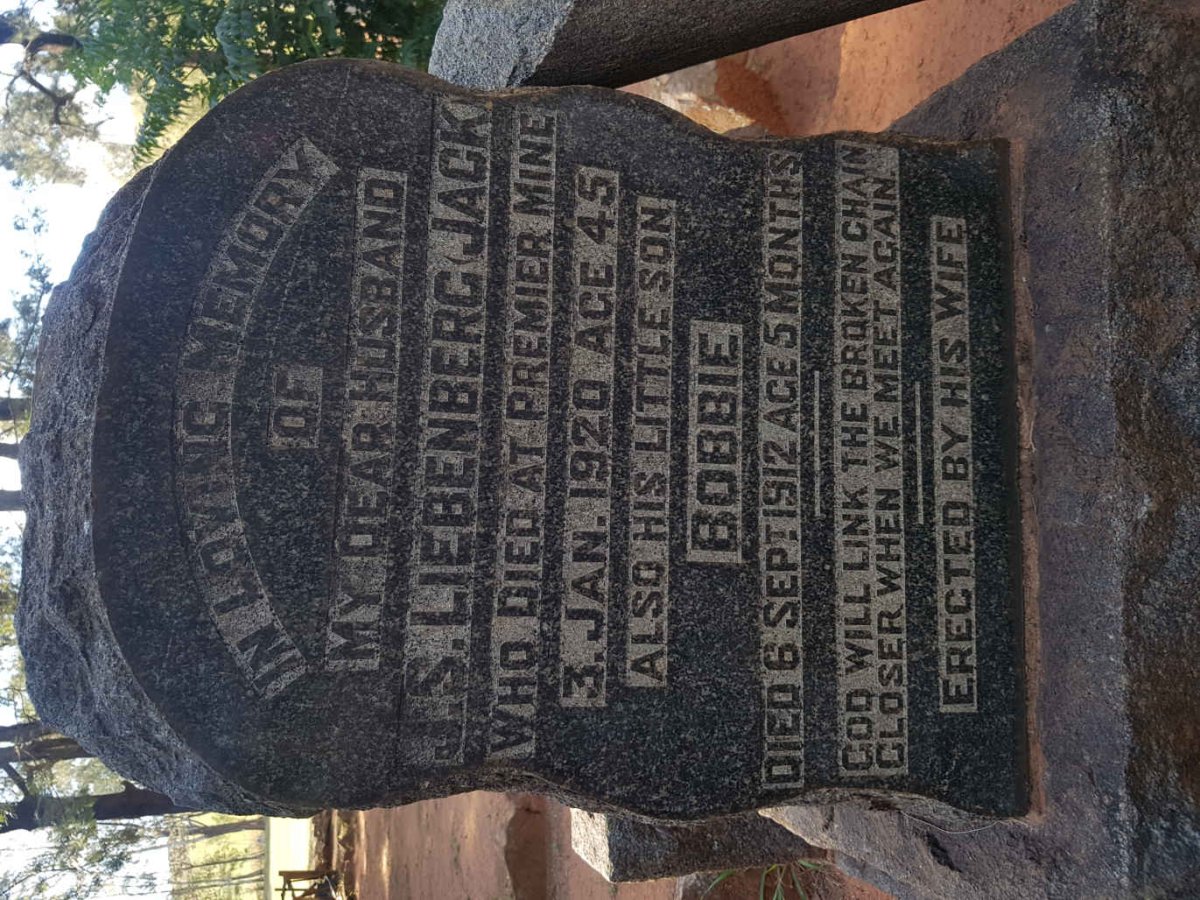 IN LOVING MEMORY
OF
MY DEAR HUSBAND
J.S. LIEBENBERG JACK
WHO DIED AT PREMIER MINE
3. JAN. 1920 AGE 45
ALSO HIS LITTLE SON
BOBBIE
DIED 6 SEPT 1912 AGE 5 MONTHS
GOD WILL LINK THE BROKEN CHAIN
CLOSER WHEN WE MEET AGAIN
ERECTED BY HIS WIFE